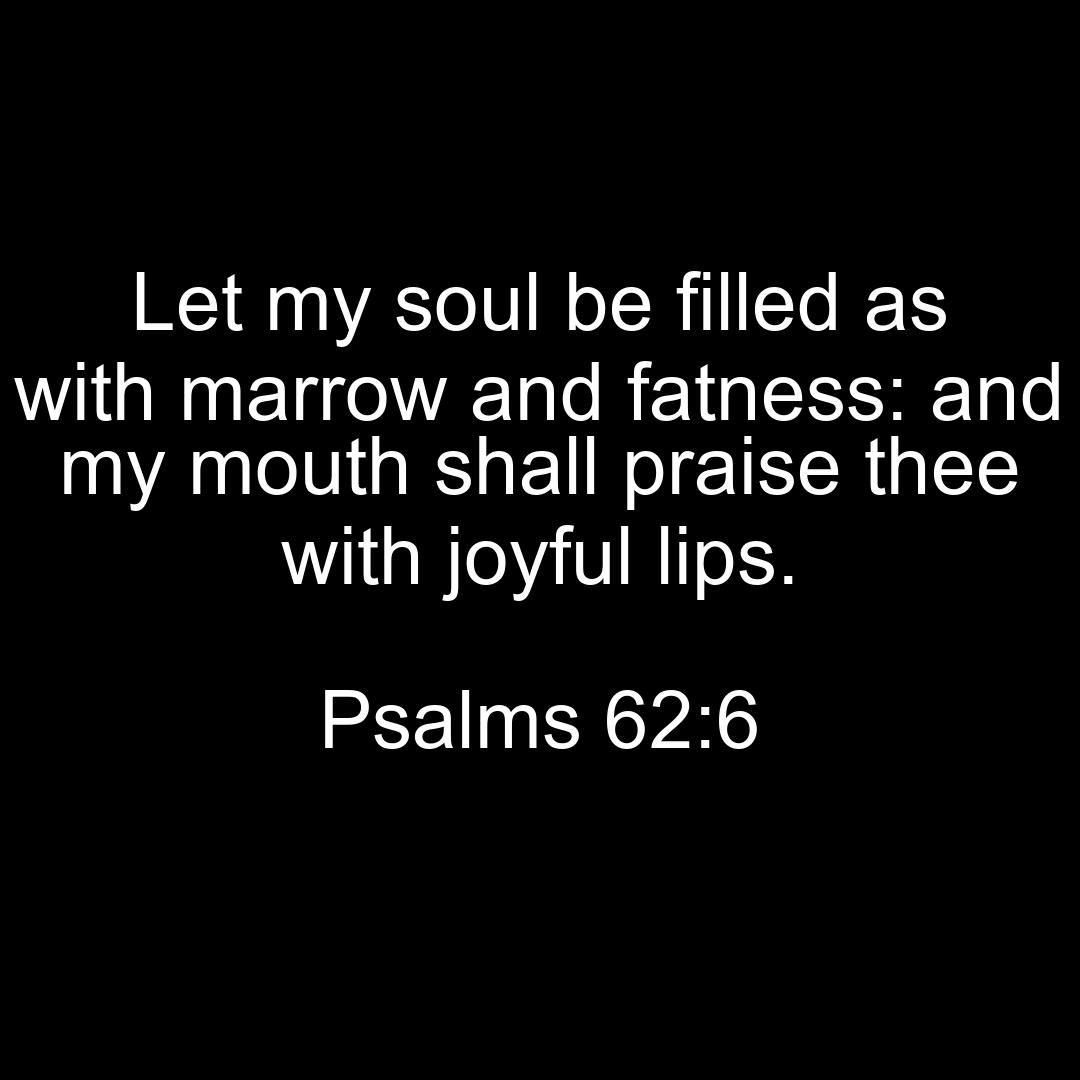 Let my soul be filled as
with marrow and fatness: and
my mouth shall praise thee
with joyful lips.
Psalms 62:6